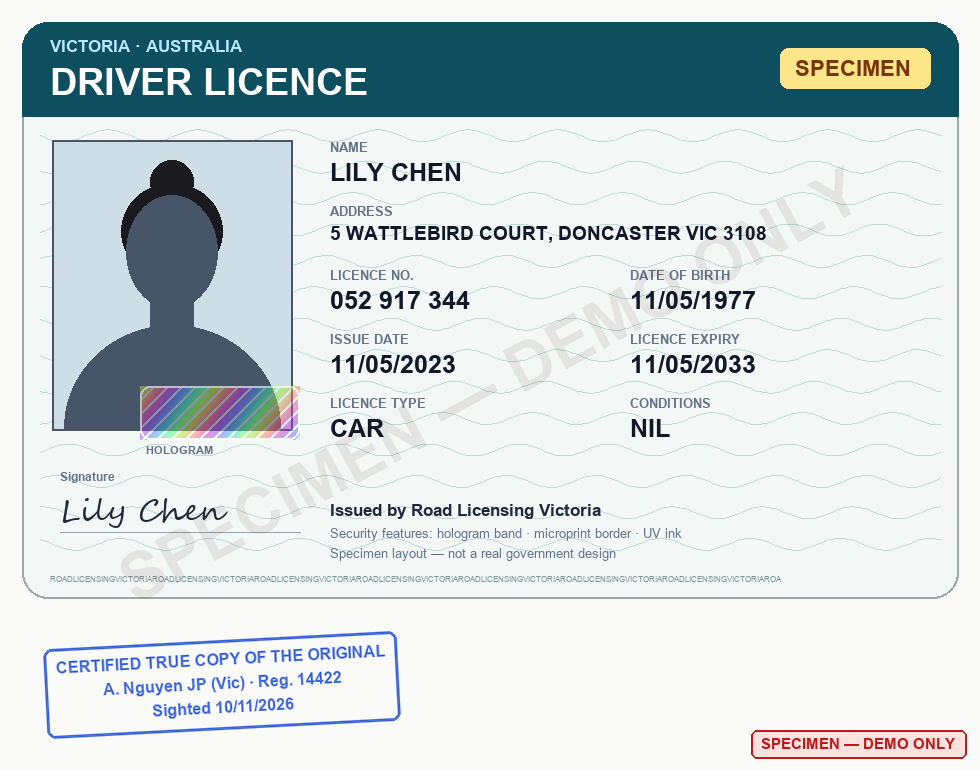 VICTORIA · AUSTRALIA
DRIVER LICENCE
SPECIMEN
NAME
LILY CHEN
ADDRESS
5 WATTLEBIRD COURT, DONCASTER VIC 3108
LICENCE NO.
052 917 344
DATE OF BIRTH
11/05/1977
ISSUE DATE
11/05/2023
LICENCE EXPIRY
11/05/2033
LICENCE TYPE
CAR
CONDITIONS
NIL
HOLOGRAM
Signature
Lily Chen
Issued by Road Licensing Victoria
Security features: hologram band · microprint border · UV ink
Specimen layout — not a real government design
SPECIMEN — DEMO ONLY
ROADLICENSINGVICTORIAROADLICENSINGVICTORIAROADLICENSINGVICTORIAROADLICENSINGVICTORIAROADLICENSINGVICTORIAROADLICENSINGVICTORIAROADLICENSINGVICTORIAROA
CERTIFIED TRUE COPY OF THE ORIGINAL
A. Nguyen JP (Vic) · Reg. 14422
Sighted 10/11/2026
SPECIMEN — DEMO ONLY